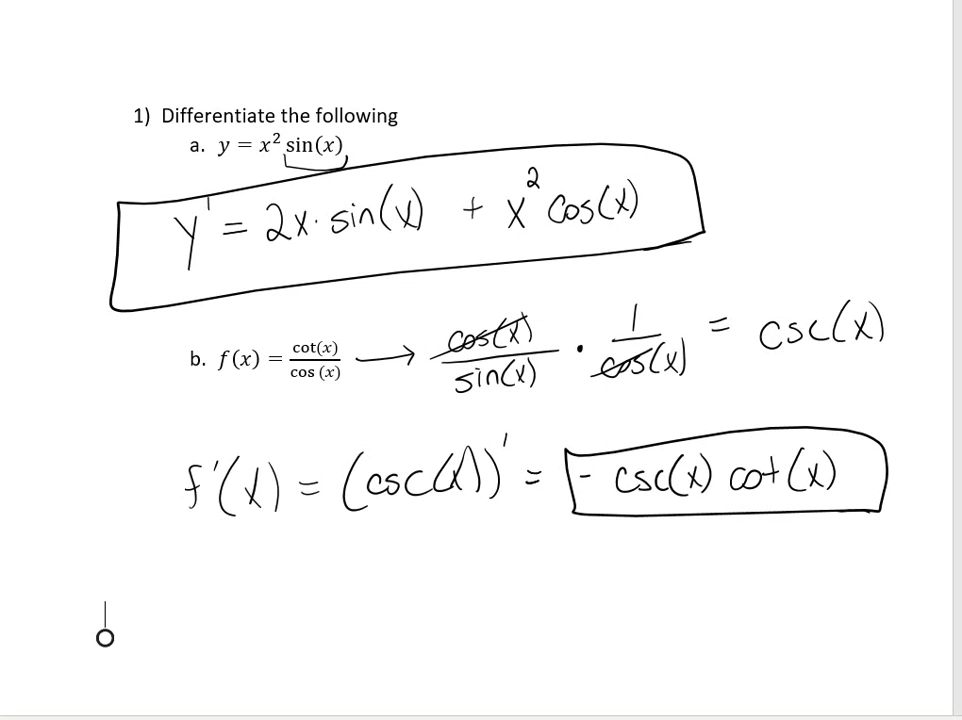 1) Differentiate the following
a. y = x² sin(x)
y' = 2x · sin(x) + x² cos(x)
b. f(x) = cot(x)/cos (x) → cos(x)/sin(x) · 1/cos(x) = csc(x)
f'(x) = (csc(x))' = - csc(x) cot(x)